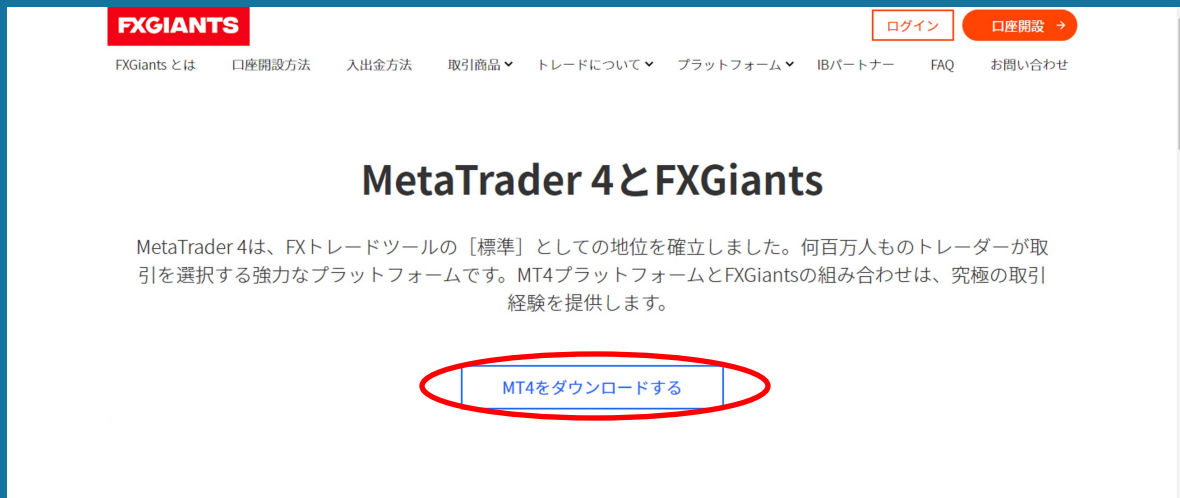 FXGIANTS
ログイン
口座開設 →
FXGiants とは 口座開設方法 入出金方法 取引商品 トレードについて プラットフォーム IBパートナー FAQ お問い合わせ
MetaTrader 4とFXGiants
MetaTrader 4は、FXトレードツールの［標準］としての地位を確立しました。何百万人ものトレーダーが取
引を選択する強力なプラットフォームです。MT4プラットフォームとFXGiantsの組み合わせは、究極の取引
経験を提供します。
MT4をダウンロードする